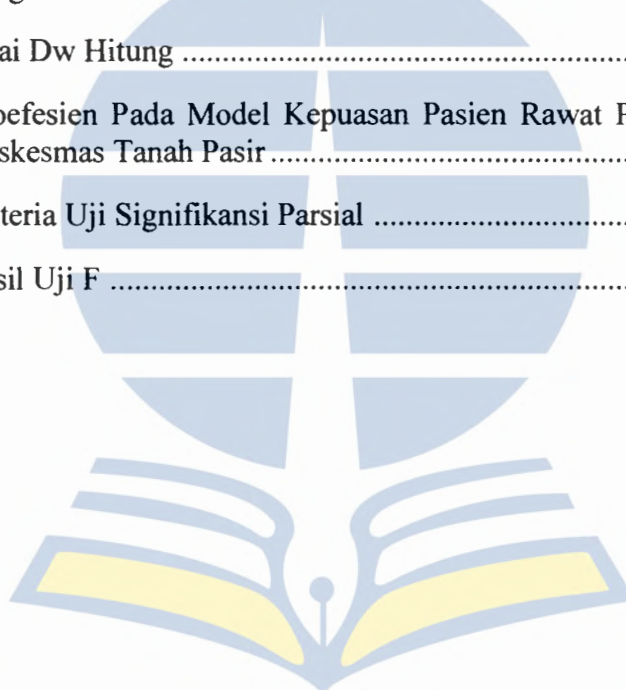 ai Dw Hitung ........................................................
oefesien Pada Model Kepuasan Pasien Rawat P
skesmas Tanah Pasir .............................................
teria Uji Signifikansi Parsial ................................
sil Uji F ................................................................